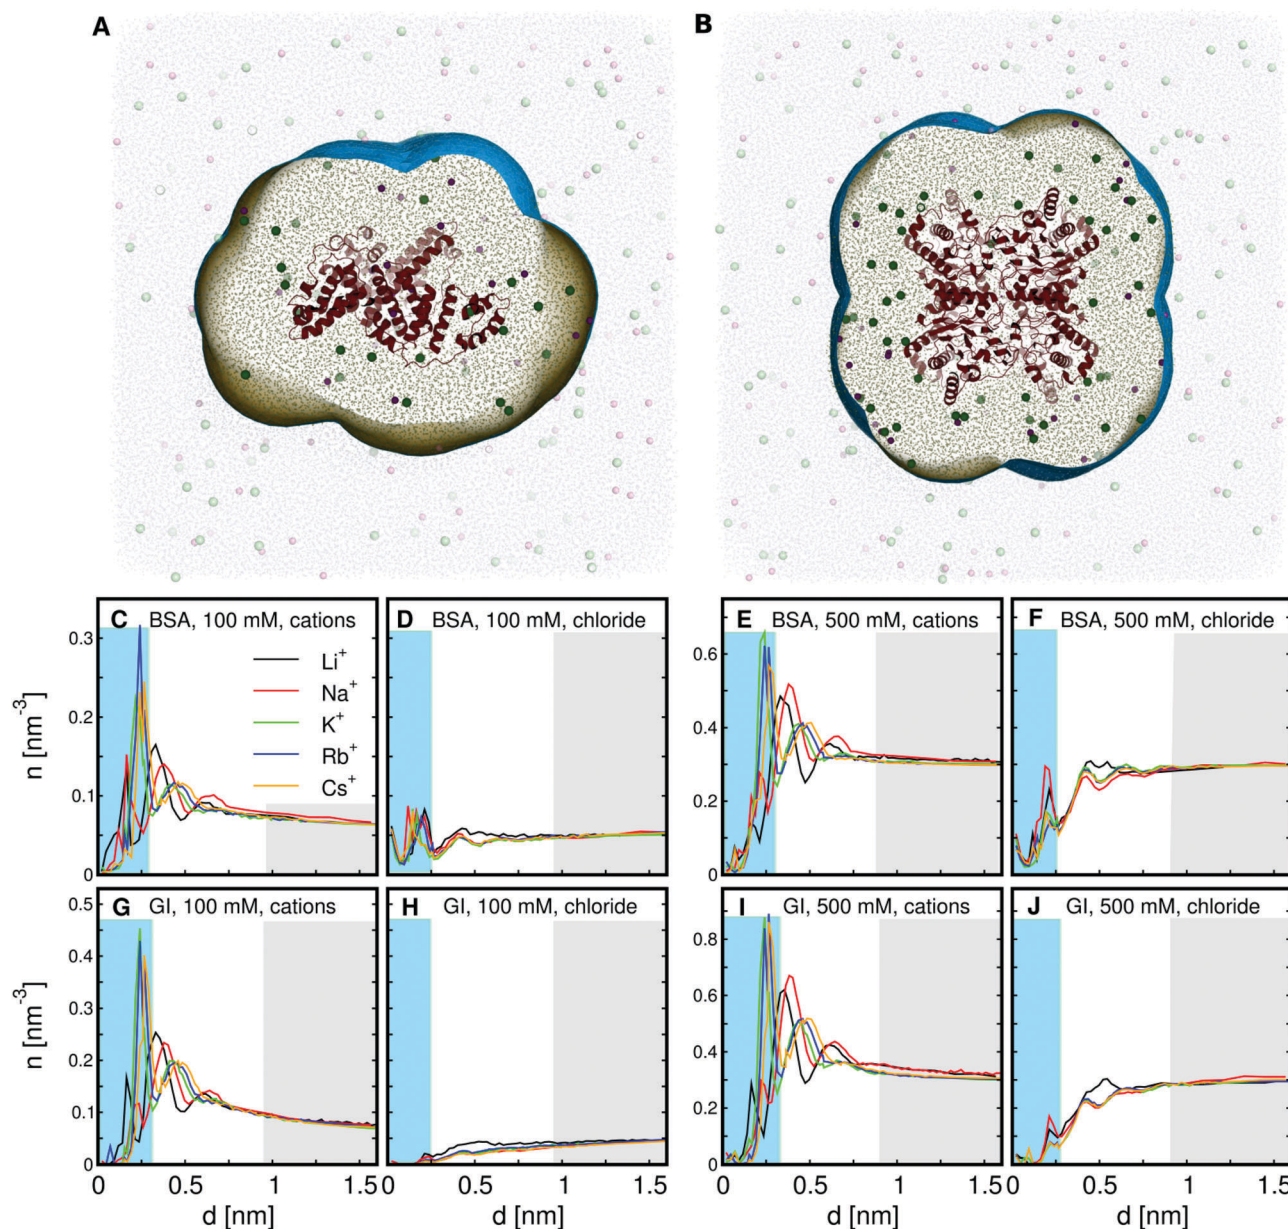 A
B
C BSA, 100 mM, cations
D BSA, 100 mM, chloride
E BSA, 500 mM, cations
F BSA, 500 mM, chloride
Li+
Na+
K+
Rb+
Cs+
n [nm-3]
0.3
0.2
0.1
0
0.6
0.4
0.2
0
G GI, 100 mM, cations
H GI, 100 mM, chloride
I GI, 500 mM, cations
J GI, 500 mM, chloride
n [nm-3]
0.5
0.4
0.3
0.2
0.1
0
0.8
0.6
0.4
0.2
0
0 0.5 1 1.5
0 0.5 1 1.5
0 0.5 1 1.5
0 0.5 1 1.5
d [nm]
d [nm]
d [nm]
d [nm]